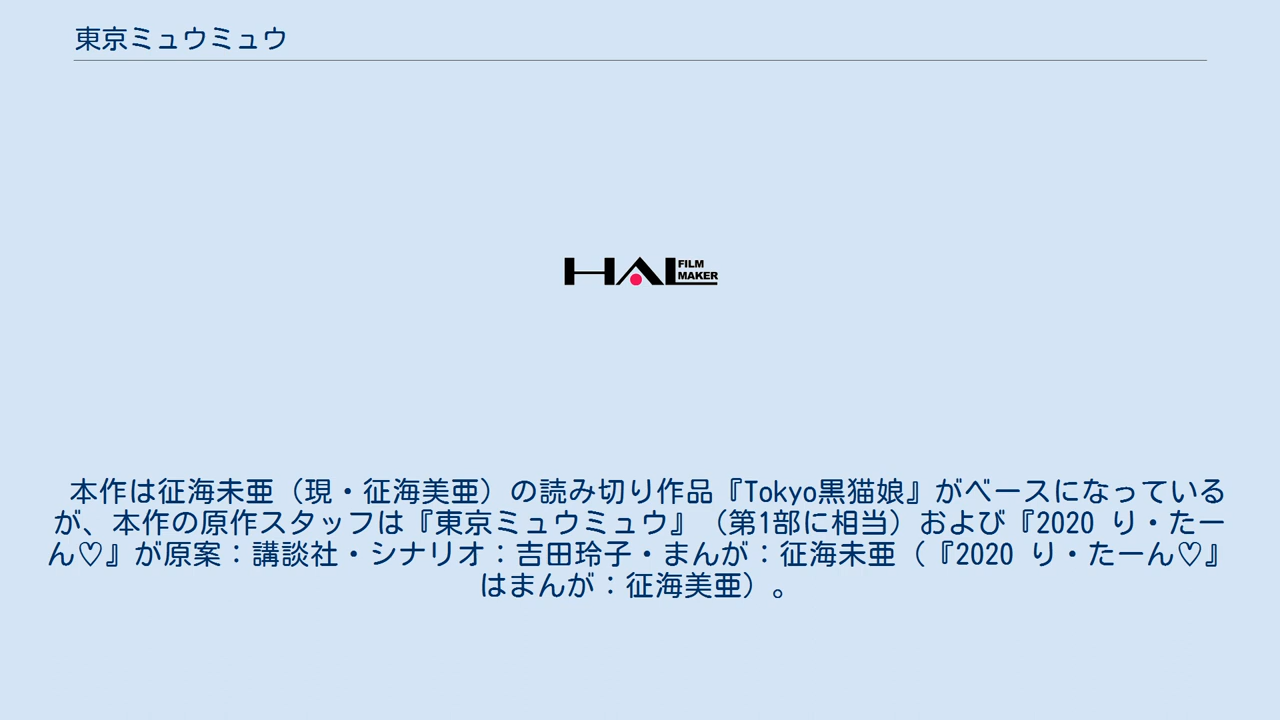 東京ミュウミュウ
HAL FILM
MAKER
本作は征海未亜（現・征海美亜）の読み切り作品『Tokyo黒猫娘』がベースになっている
が、本作の原作スタッフは『東京ミュウミュウ』（第1部に相当）および『2020 り・たー
ん♡』が原案：講談社・シナリオ：吉田玲子・まんが：征海未亜（『2020 り・たーん♡』
はまんが：征海美亜）。